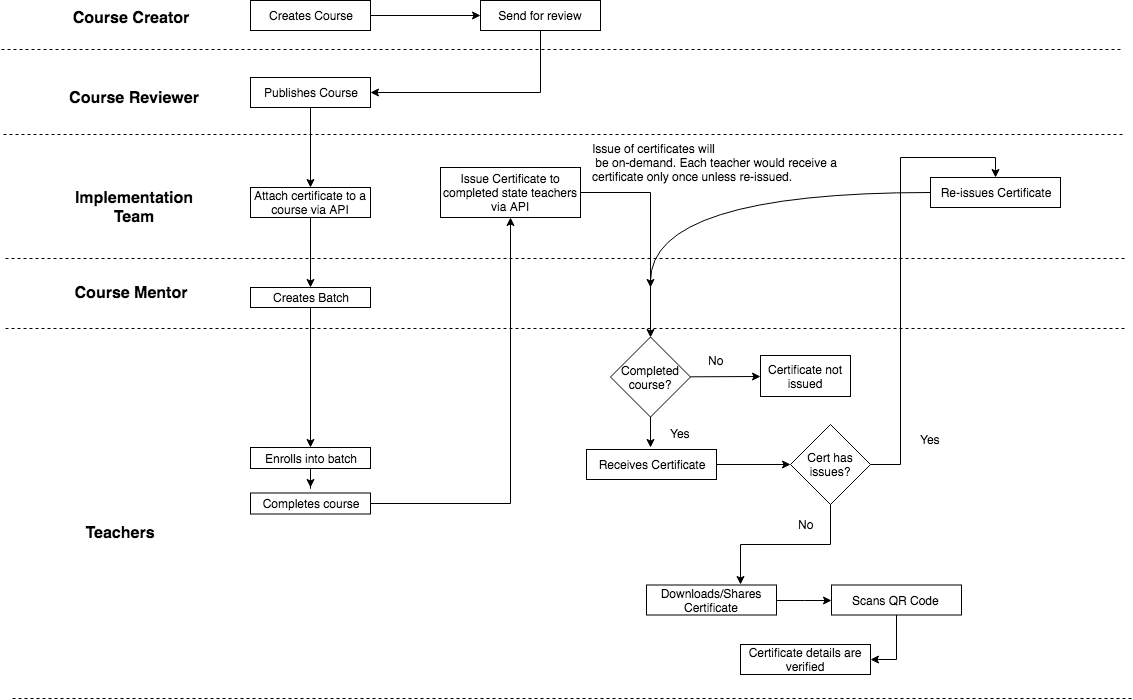 Course Creator
Creates Course
Send for review
Course Reviewer
Publishes Course
Implementation
Team
Attach certificate to a
course via API
Issue Certificate to
completed state teachers
via API
Issue of certificates will
be on-demand. Each teacher would receive a
certificate only once unless re-issued.
Re-issues Certificate
Course Mentor
Creates Batch
Teachers
Enrolls into batch
Completes course
Completed
course?
No
Certificate not
issued
Yes
Receives Certificate
Cert has
issues?
Yes
No
Downloads/Shares
Certificate
Scans QR Code
Certificate details are
verified